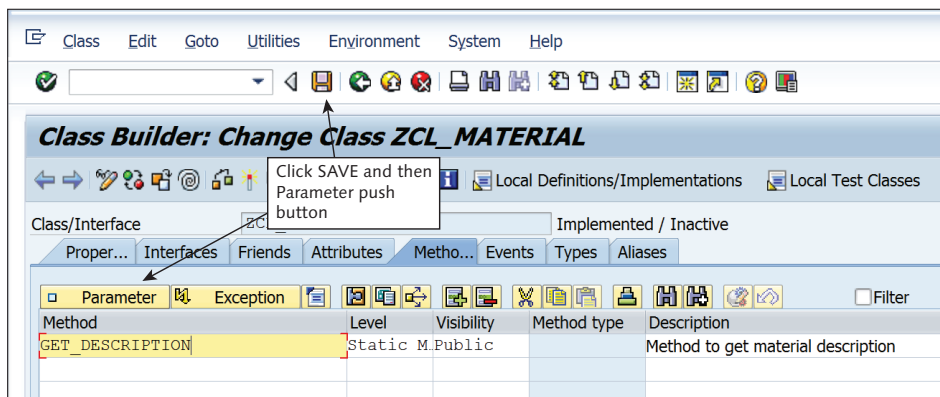 Class Edit Goto Utilities Environment System Help
Class Builder: Change Class ZCL_MATERIAL
Click SAVE and then
Parameter push
button
Local Definitions/Implementations Local Test Classes
Class/Interface Implemented / Inactive
Proper... Interfaces Friends Attributes Metho... Events Types Aliases
Parameter Exception Filter
Method Level Visibility Method type Description
GET_DESCRIPTION Static M Public Method to get material description